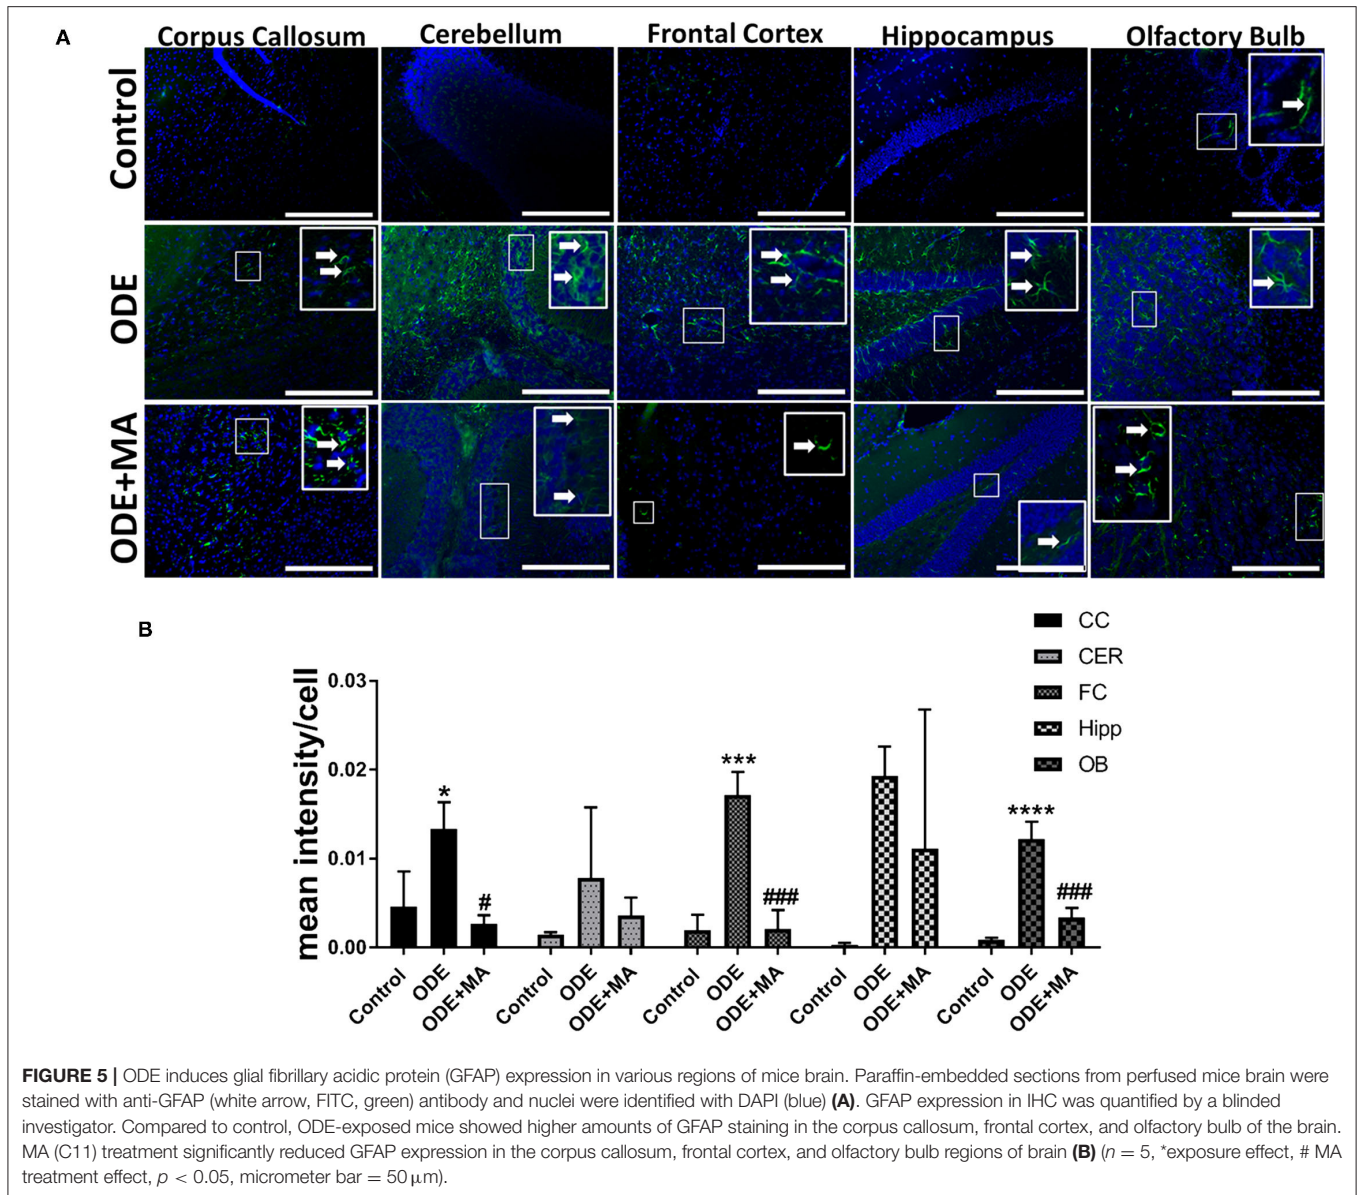 A
Corpus Callosum Cerebellum Frontal Cortex Hippocampus Olfactory Bulb
Control
ODE
ODE+MA
B
CC
CER
FC
Hipp
OB
mean intensity/cell
0.03
0.02
0.01
0.00
* # *** ### **** ###
Control ODE ODE+MA Control ODE ODE+MA Control ODE ODE+MA Control ODE ODE+MA Control ODE ODE+MA
FIGURE 5 | ODE induces glial fibrillary acidic protein (GFAP) expression in various regions of mice brain. Paraffin-embedded sections from perfused mice brain were
stained with anti-GFAP (white arrow, FITC, green) antibody and nuclei were identified with DAPI (blue) (A). GFAP expression in IHC was quantified by a blinded
investigator. Compared to control, ODE-exposed mice showed higher amounts of GFAP staining in the corpus callosum, frontal cortex, and olfactory bulb of the brain.
MA (C11) treatment significantly reduced GFAP expression in the corpus callosum, frontal cortex, and olfactory bulb regions of brain (B) (n = 5, *exposure effect, # MA
treatment effect, p < 0.05, micrometer bar = 50 μm).